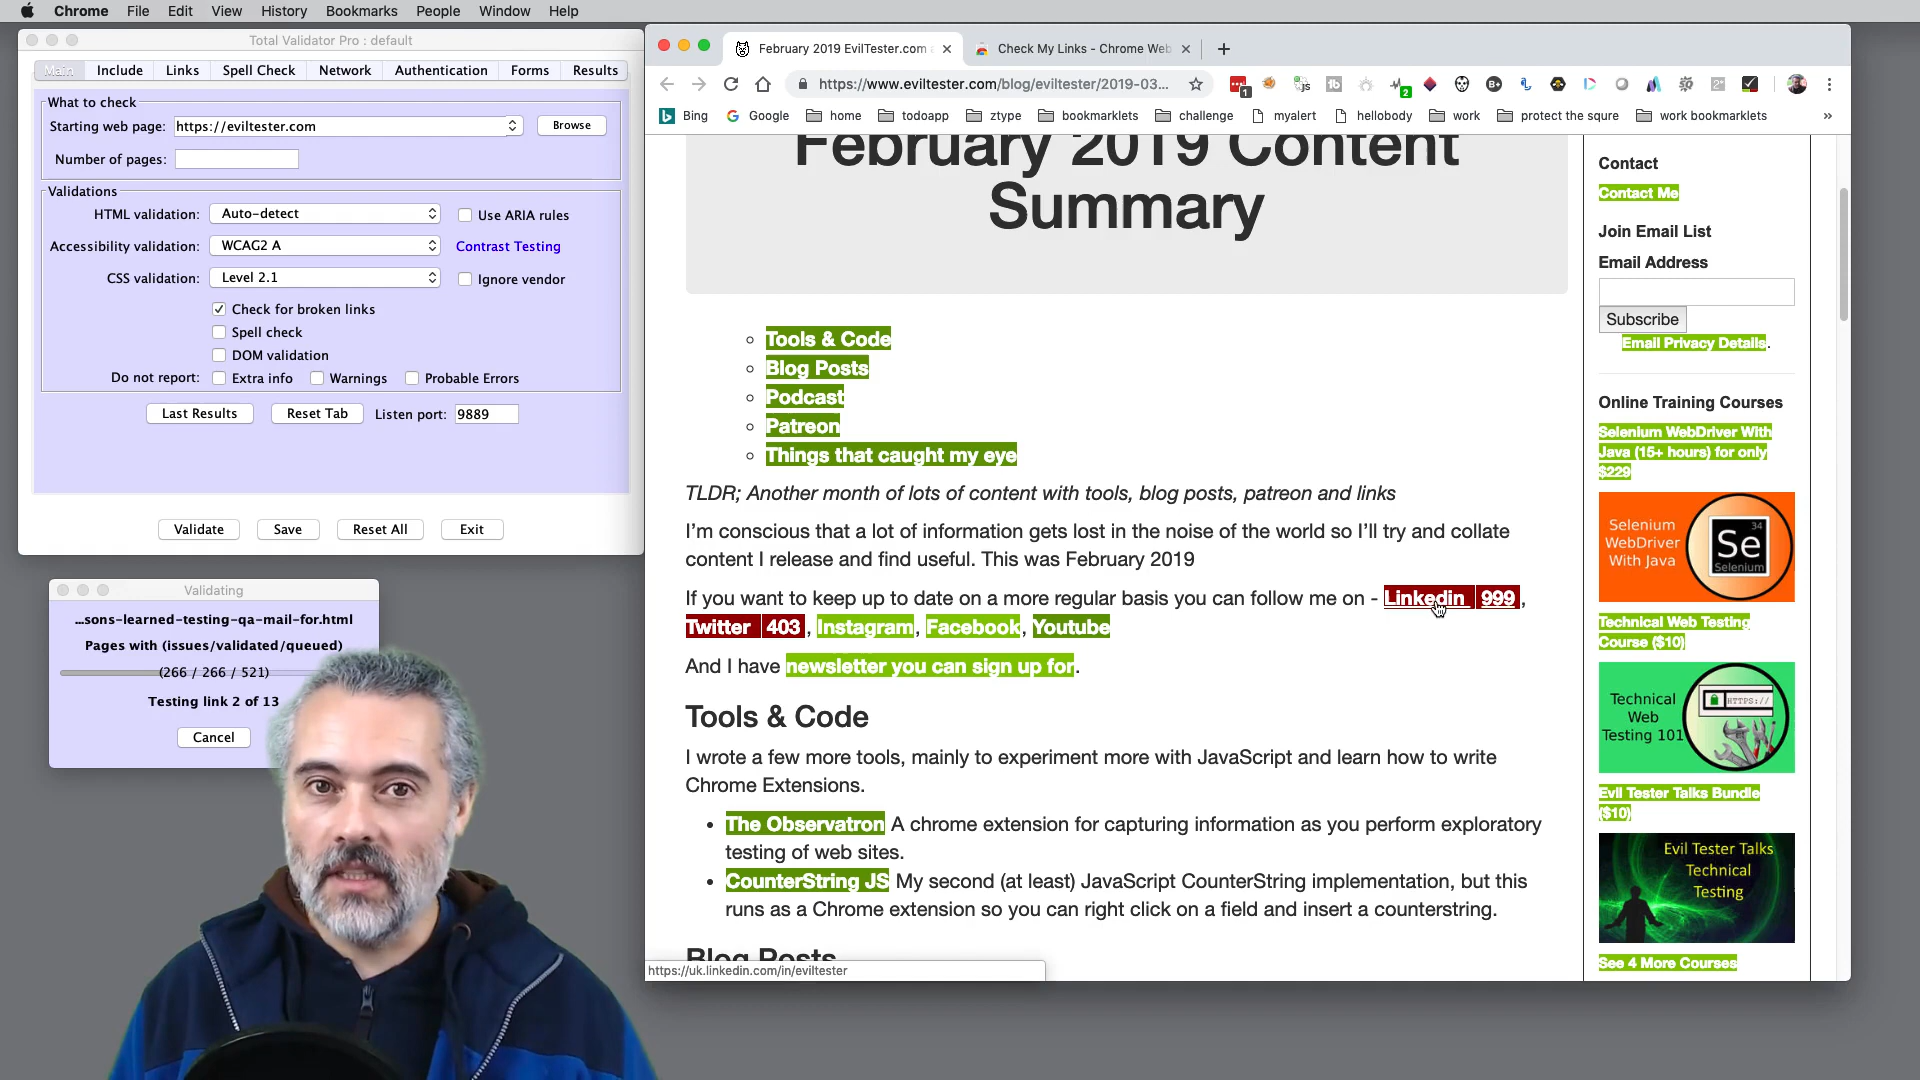 Chrome File Edit View History Bookmarks People Window Help
Total Validator Pro : default
Main Include Links Spell Check Network Authentication Forms Results
What to check
Starting web page: https://eviltester.com Browse
Number of pages:
Validations
HTML validation: Auto-detect Use ARIA rules
Accessibility validation: WCAG2 A Contrast Testing
CSS validation: Level 2.1 Ignore vendor
Check for broken links
Spell check
DOM validation
Do not report: Extra info Warnings Probable Errors
Last Results Reset Tab Listen port: 9889
Validate Save Reset All Exit
Validating
...sons-learned-testing-qa-mail-for.html
Pages with (issues/validated/queued)
(266 / 266 / 521)
Testing link 2 of 13
Cancel
February 2019 EvilTester.com Check My Links - Chrome Web
https://www.eviltester.com/blog/eviltester/2019-03...
Bing Google home todoapp ztype bookmarklets challenge myalert hellobody work protect the squre work bookmarklets »
February 2019 Content
Summary
Tools & Code
Blog Posts
Podcast
Patreon
Things that caught my eye
TLDR; Another month of lots of content with tools, blog posts, patreon and links
I'm conscious that a lot of information gets lost in the noise of the world so I'll try and collate
content I release and find useful. This was February 2019
If you want to keep up to date on a more regular basis you can follow me on - Linkedin 999 ,
Twitter 403 , Instagram, Facebook, Youtube
And I have newsletter you can sign up for.
Tools & Code
I wrote a few more tools, mainly to experiment more with JavaScript and learn how to write
Chrome Extensions.
The Observatron A chrome extension for capturing information as you perform exploratory
testing of web sites.
CounterString JS My second (at least) JavaScript CounterString implementation, but this
runs as a Chrome extension so you can right click on a field and insert a counterstring.
Blog Posts
https://uk.linkedin.com/in/eviltester
Contact
Contact Me
Join Email List
Email Address
Subscribe
Email Privacy Details.
Online Training Courses
Selenium WebDriver With
Java (15+ hours) for only
$229
Selenium
WebDriver
With Java
34
Se
Selenium
Technical Web Testing
Course ($10)
Technical
Web
Testing 101
HTTPS://
Evil Tester Talks Bundle
($10)
Evil Tester Talks
Technical
Testing
See 4 More Courses